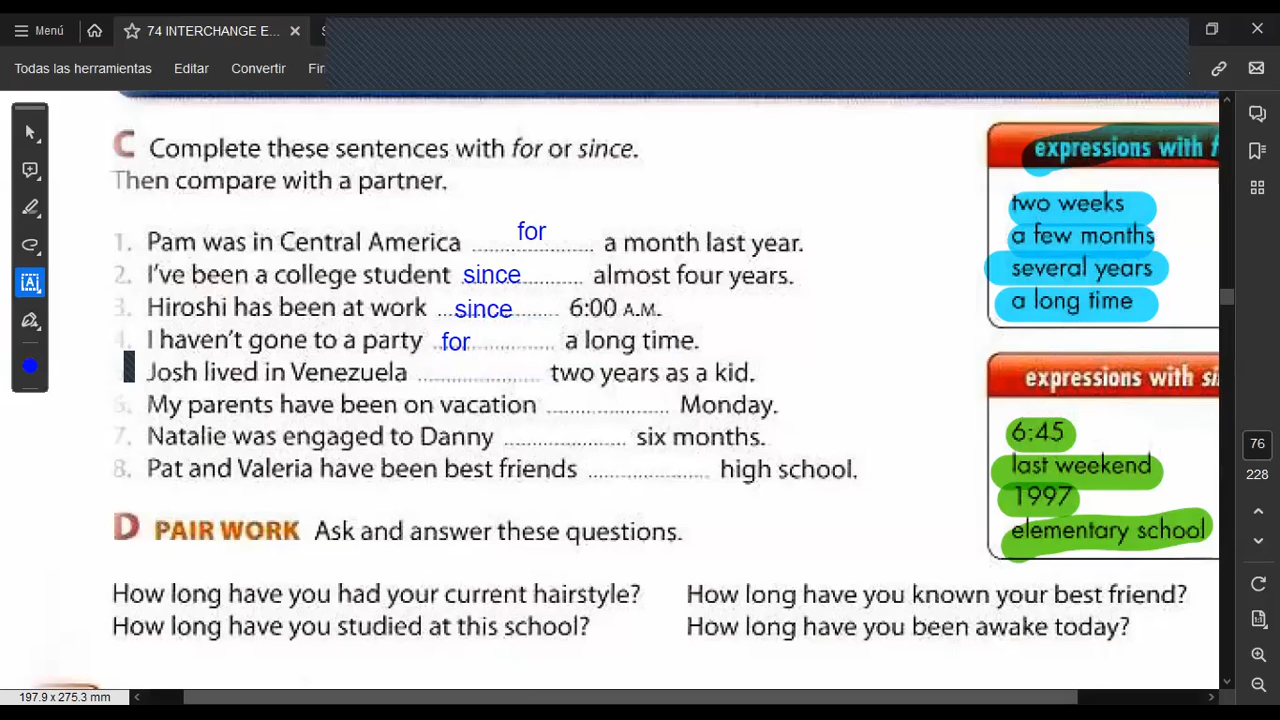 Menú
74 INTERCHANGE E...
Todas las herramientas Editar Convertir
C Complete these sentences with for or since.
Then compare with a partner.
1. Pam was in Central America for a month last year.
2. I've been a college student since almost four years.
3. Hiroshi has been at work since 6:00 A.M.
4. I haven't gone to a party for a long time.
Josh lived in Venezuela .................... two years as a kid.
6. My parents have been on vacation .................... Monday.
7. Natalie was engaged to Danny .................... six months.
8. Pat and Valeria have been best friends .................... high school.
D PAIR WORK Ask and answer these questions.
How long have you had your current hairstyle?
How long have you studied at this school?
How long have you known your best friend?
How long have you been awake today?
expressions with
two weeks
a few months
several years
a long time
expressions with
6:45
last weekend
1997
elementary school
76
228
197.9 x 275.3 mm